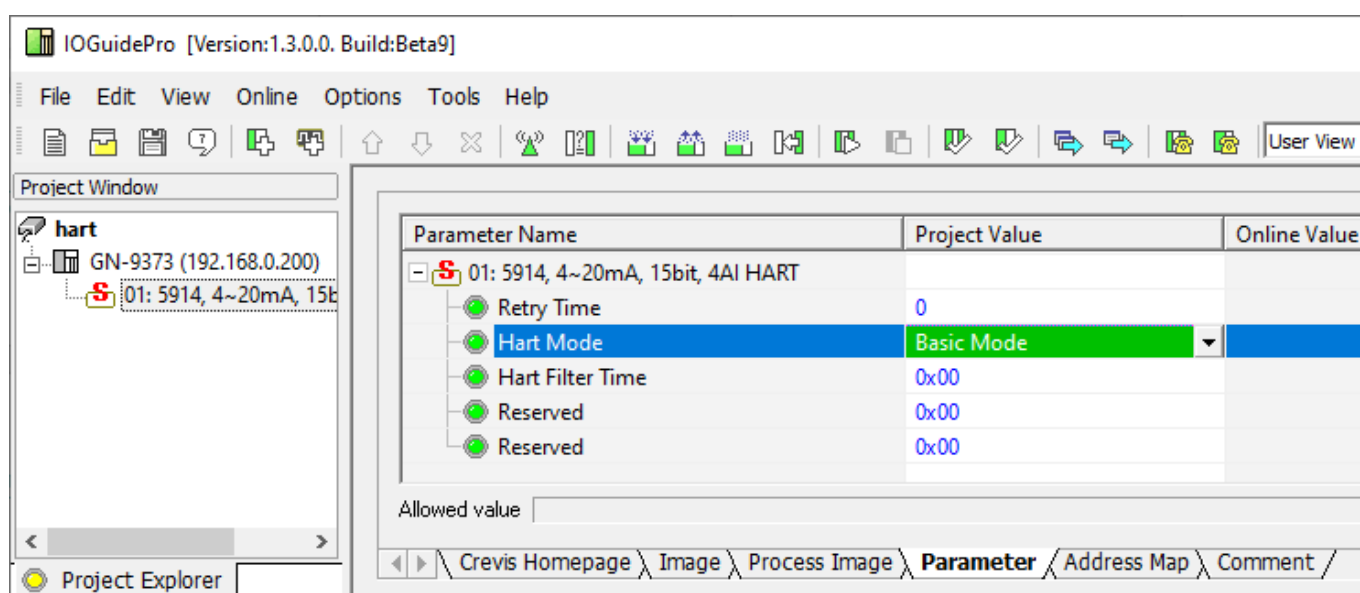 IOGuidePro [Version:1.3.0.0. Build:Beta9]
File Edit View Online Options Tools Help
User View
Project Window
hart
GN-9373 (192.168.0.200)
01: 5914, 4~20mA, 15b
Parameter Name Project Value Online Value
01: 5914, 4~20mA, 15bit, 4AI HART
Retry Time 0
Hart Mode Basic Mode
Hart Filter Time 0x00
Reserved 0x00
Reserved 0x00
Allowed value
Crevis Homepage Image Process Image Parameter Address Map Comment
Project Explorer